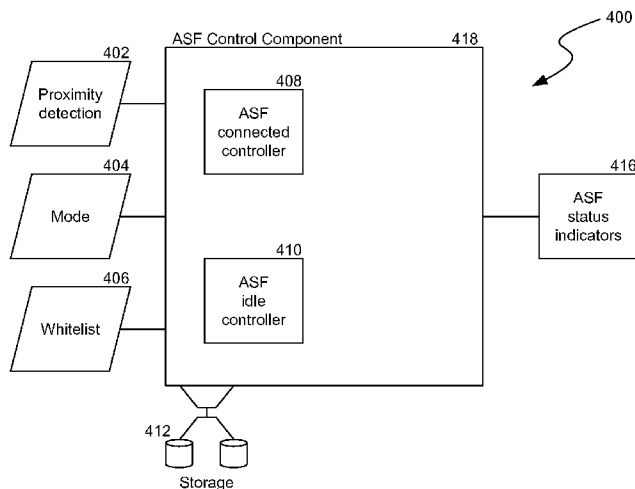 400
ASF Control Component 418
402
Proximity
detection
408
ASF
connected
controller
404
Mode
416
ASF
status
indicators
406
Whitelist
410
ASF
idle
controller
412
Storage